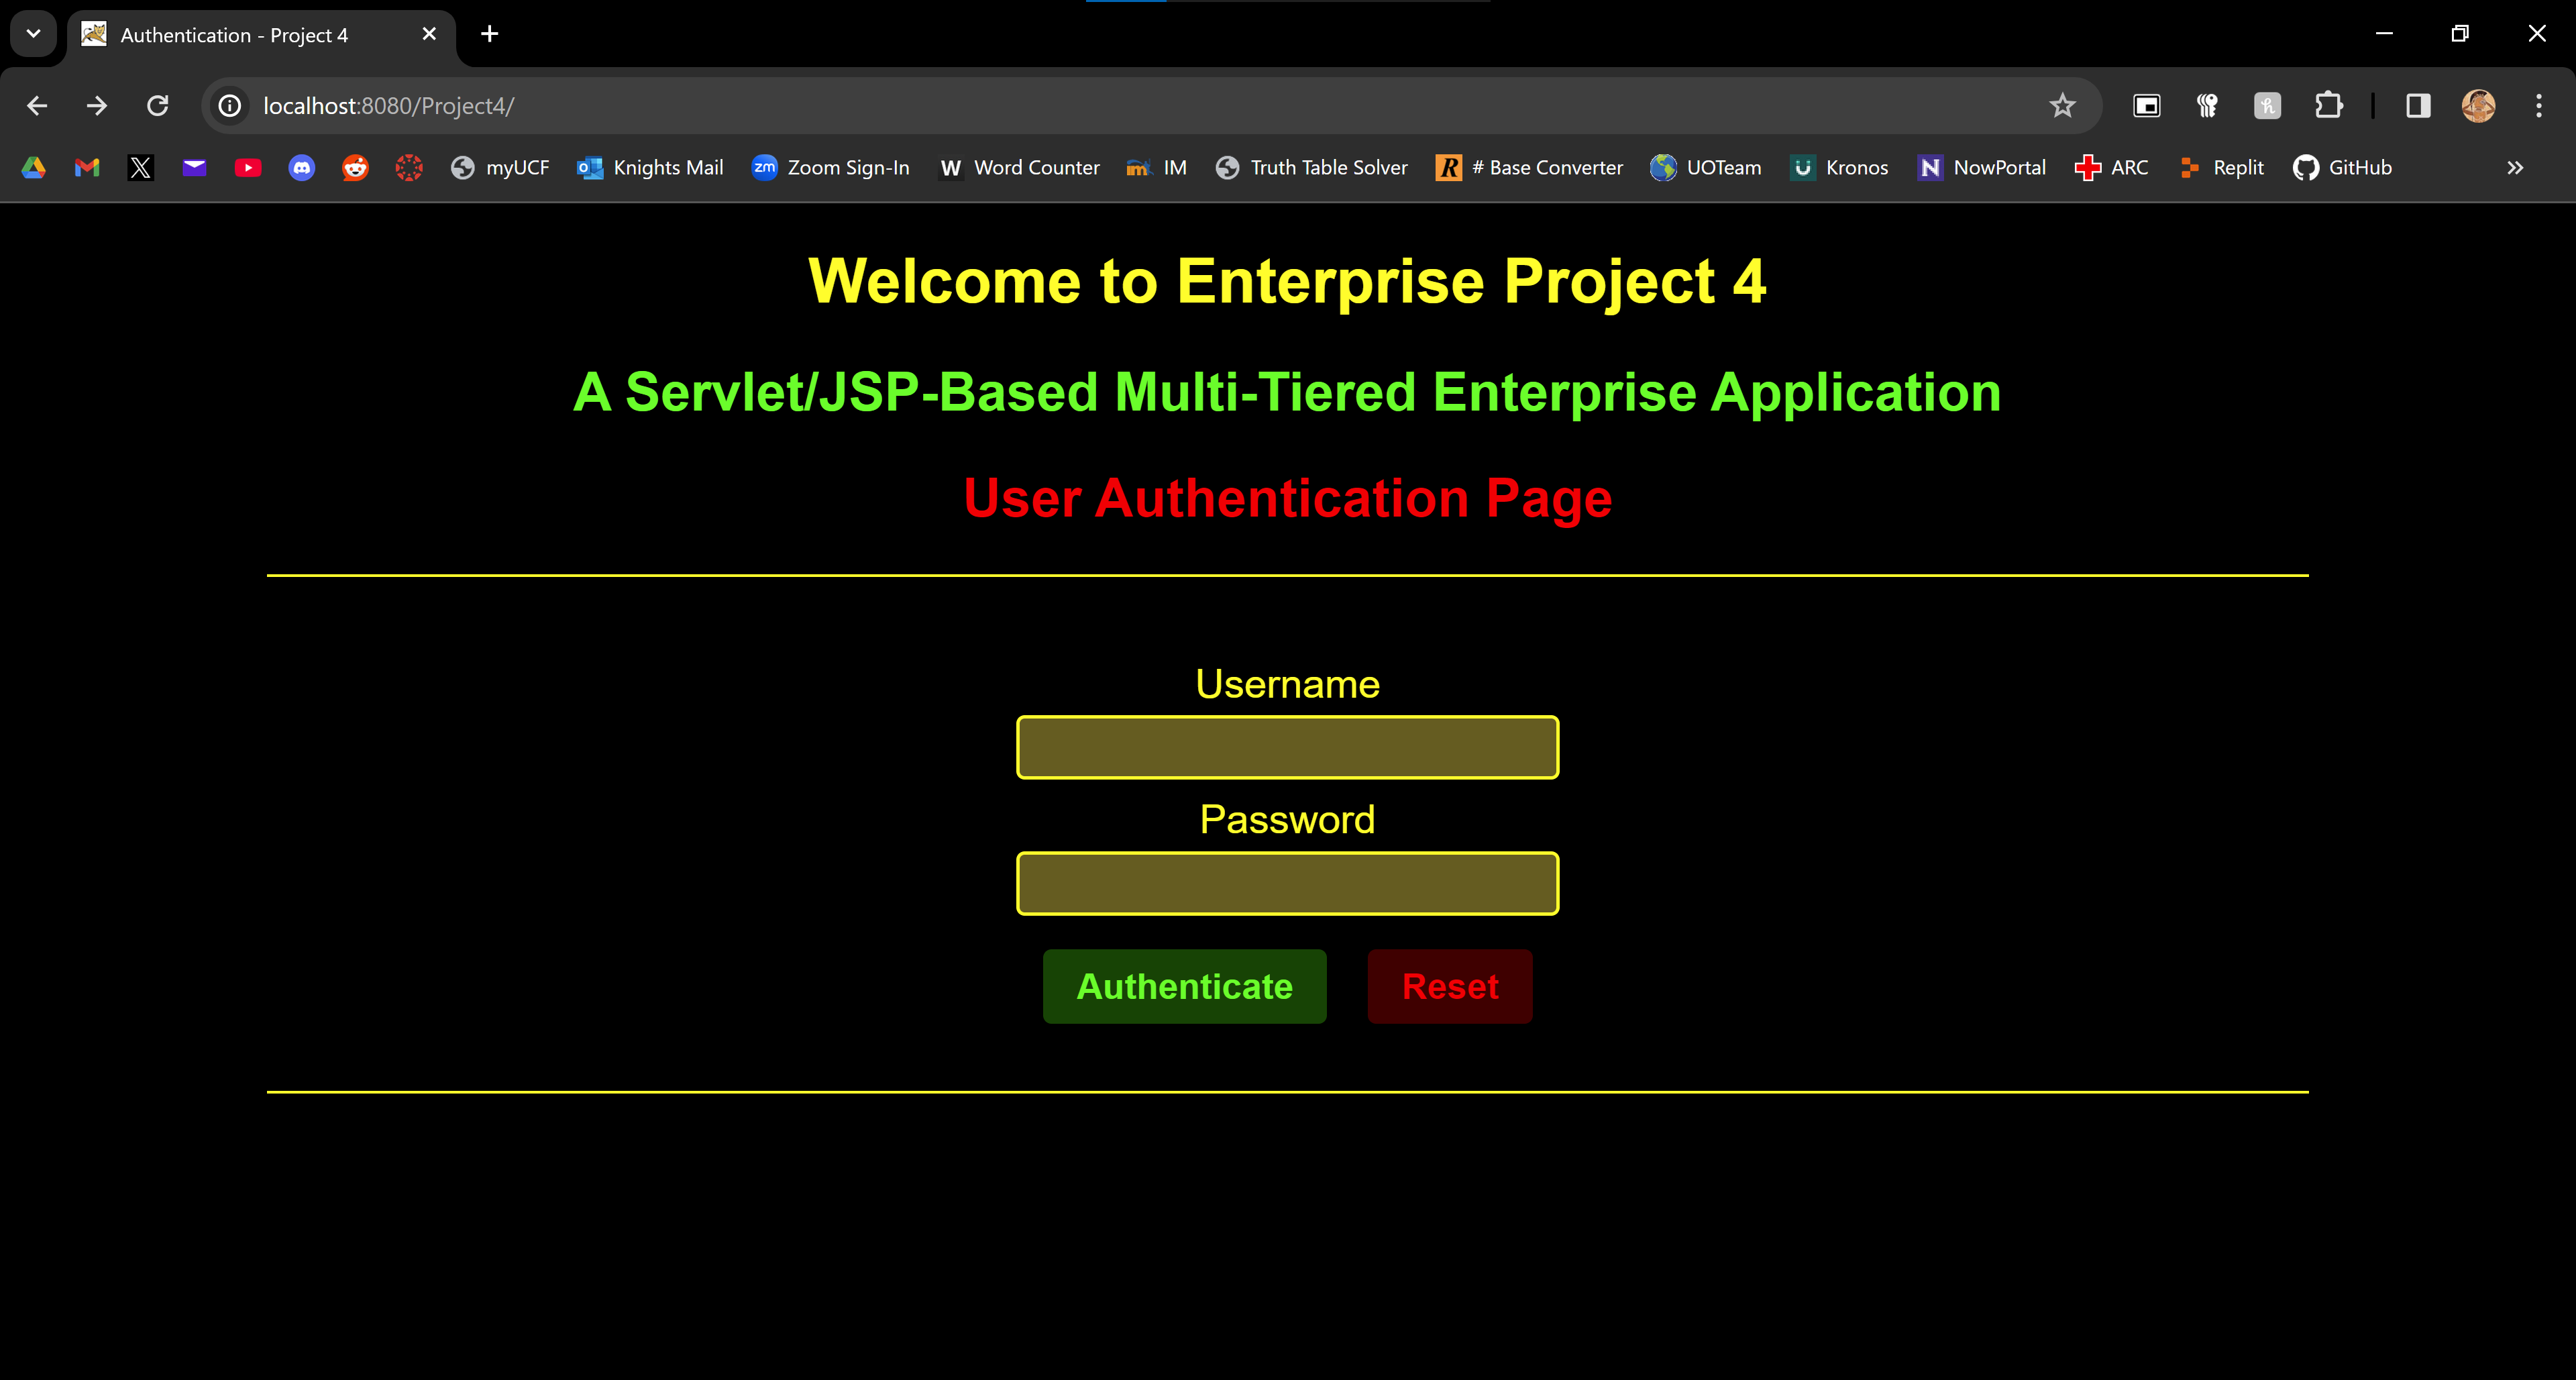 Authentication - Project 4
localhost:8080/Project4/
myUCF Knights Mail zm Zoom Sign-In W Word Counter IM Truth Table Solver R # Base Converter UOTeam Kronos N NowPortal ARC Replit GitHub
Welcome to Enterprise Project 4
A Servlet/JSP-Based Multi-Tiered Enterprise Application
User Authentication Page
Username
Password
Authenticate Reset